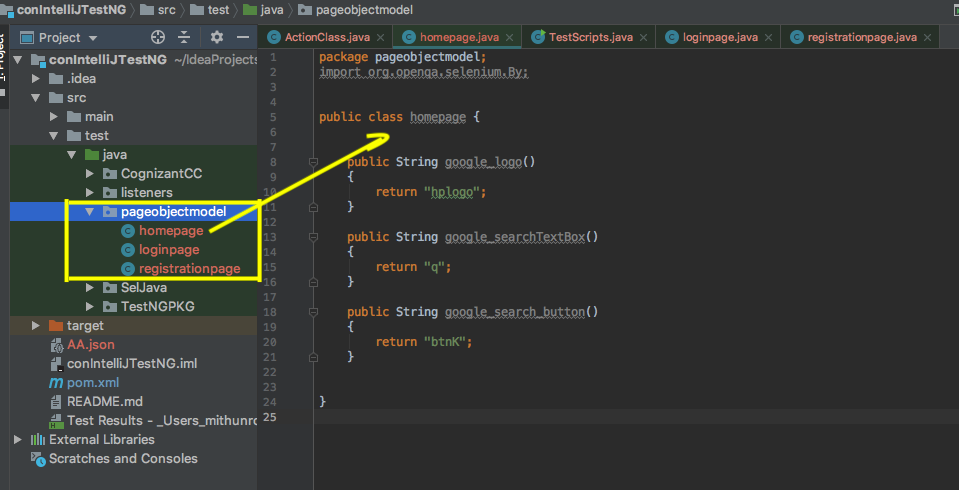 conIntelliJTestNG src test java pageobjectmodel
Project
ActionClass.java homepage.java TestScripts.java loginpage.java registrationpage.java
1: Project
conIntelliJTestNG ~/IdeaProjects
.idea
src
main
test
java
CognizantCC
listeners
pageobjectmodel
homepage
loginpage
registrationpage
SelJava
TestNGPKG
target
AA.json
conIntelliJTestNG.iml
pom.xml
README.md
Test Results - _Users_mithunro
External Libraries
Scratches and Consoles
1 package pageobjectmodel;
2 import org.openqa.selenium.By;
3
4
5 public class homepage {
6
7
8 public String google_logo()
9 {
10 return "hplogo";
11 }
12
13 public String google_searchTextBox()
14 {
15 return "q";
16 }
17
18 public String google_search_button()
19 {
20 return "btnK";
21 }
22
23
24 }
25